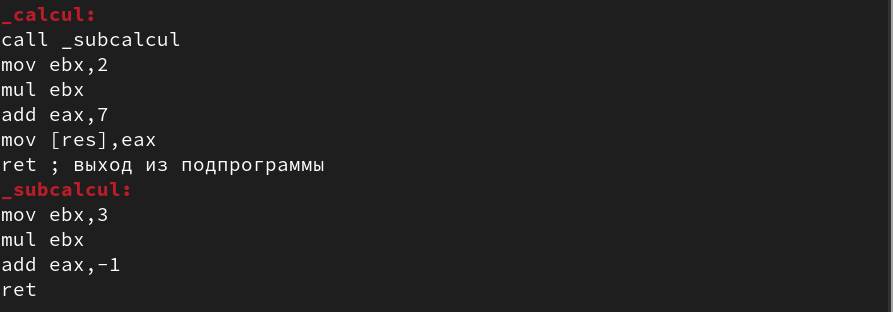 _calcul:
call _subcalcul
mov ebx,2
mul ebx
add eax,7
mov [res],eax
ret ; выход из подпрограммы
_subcalcul:
mov ebx,3
mul ebx
add eax,-1
ret